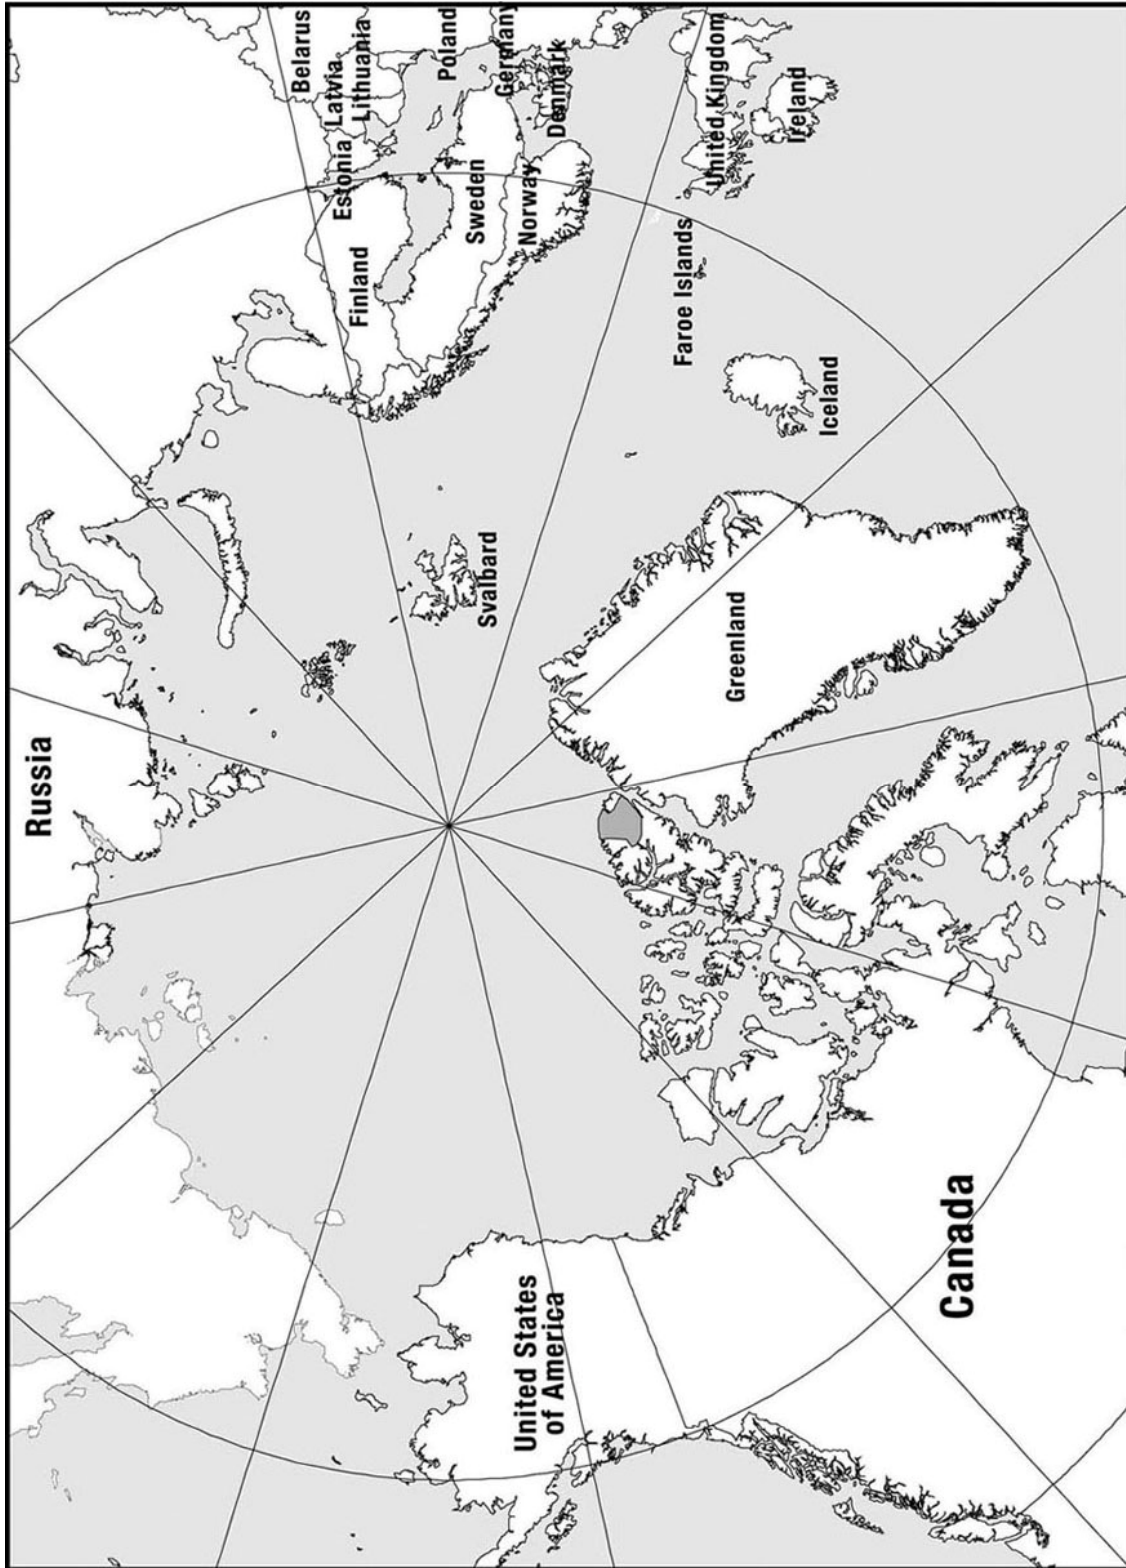 Russia
Belarus
Latvia
Lithuania
Estonia
Poland
Germany
Denmark
Sweden
Norway
Finland
United Kingdom
Ireland
Faroe Islands
Iceland
Svalbard
Greenland
United States
of America
Canada